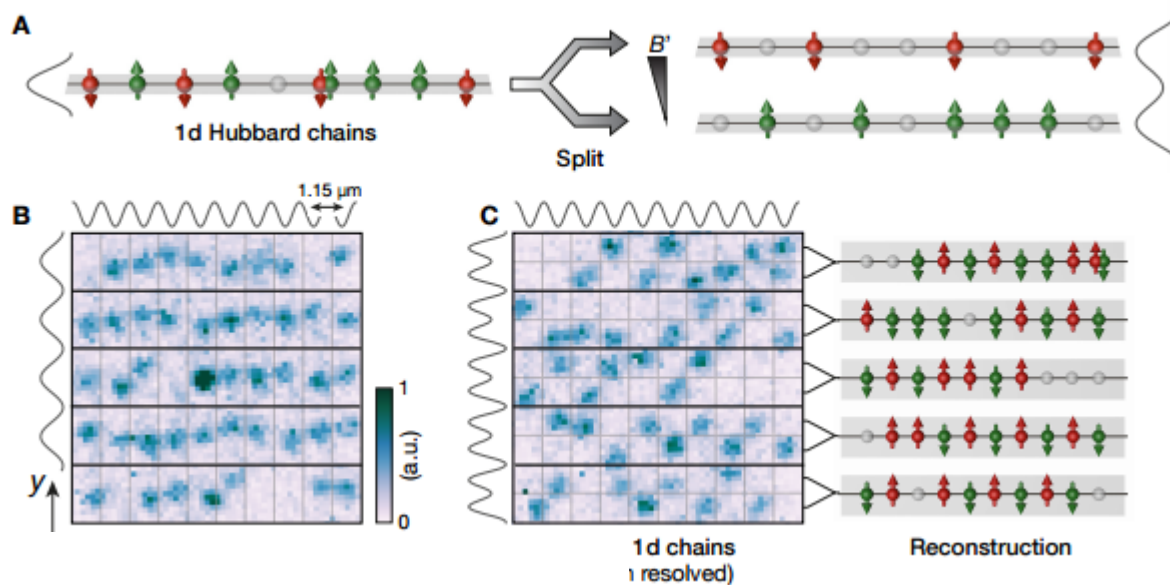 A
B'
1d Hubbard chains
Split
B
1.15 μm
C
1
(a.u.)
0
y
1d chains
Reconstruction
resolved)